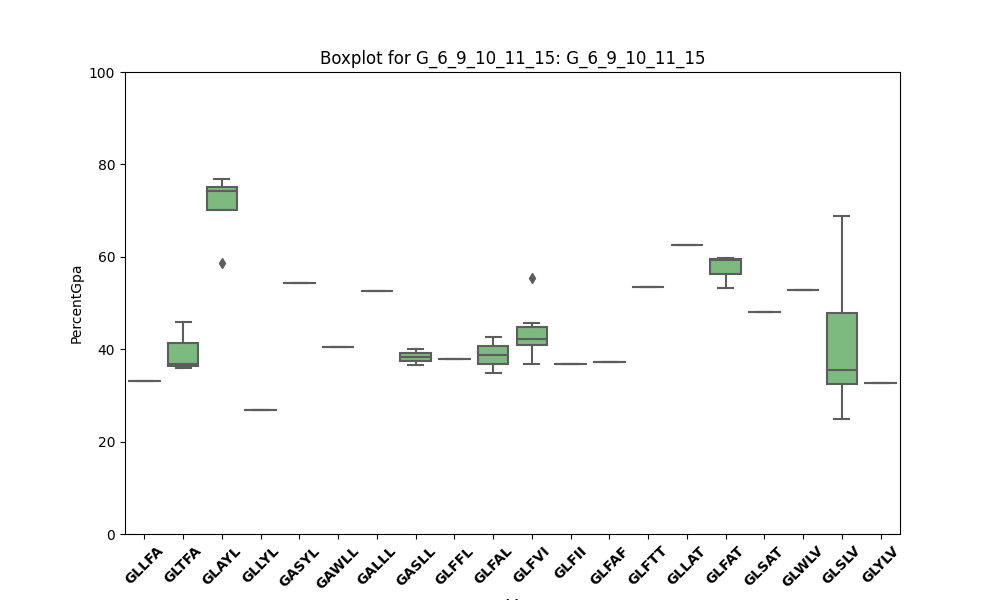 Boxplot for G_6_9_10_11_15: G_6_9_10_11_15
100
80
60
40
20
0
PercentGpa
GLLFA
GLTFA
GLAYL
GLLYL
GASYL
GAWLL
GALLL
GASLL
GLFFL
GLFAL
GLFVI
GLFII
GLFAF
GLFTT
GLLAT
GLFAT
GLSAT
GLWLV
GLSLV
GLYLV